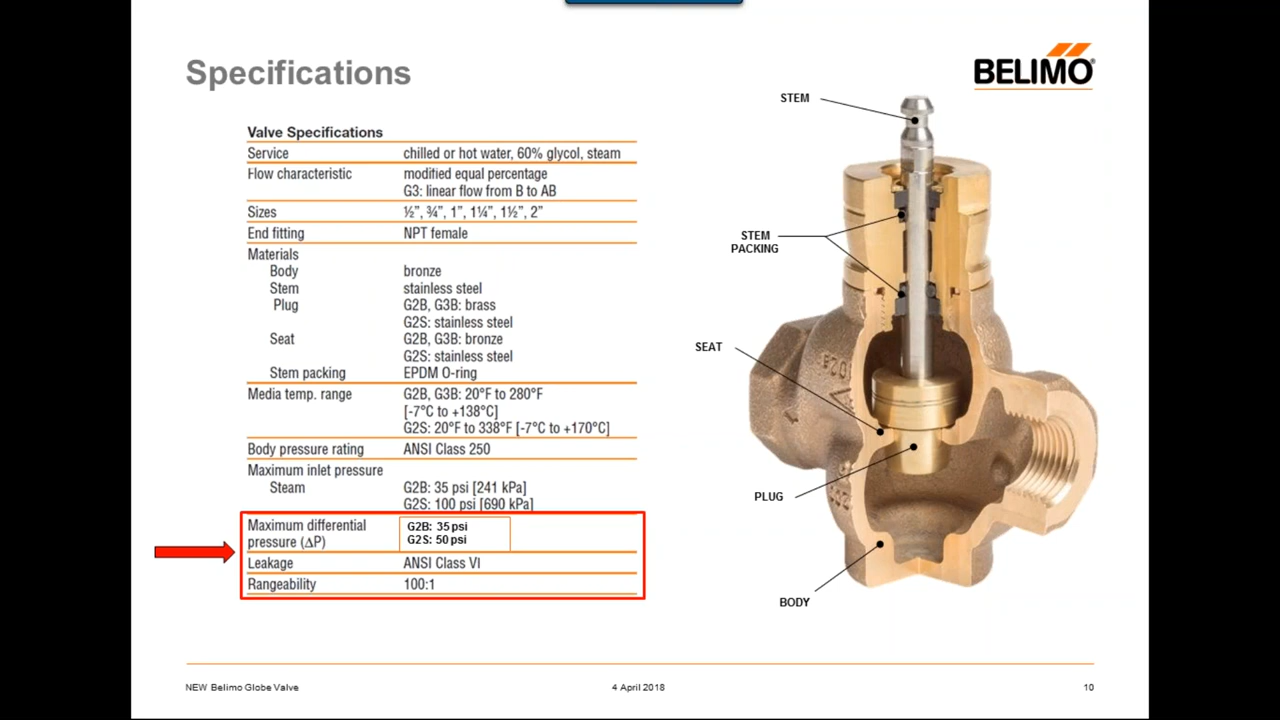 Specifications
BELIMO®
Valve Specifications
Service chilled or hot water, 60% glycol, steam
Flow characteristic modified equal percentage
G3: linear flow from B to AB
Sizes ½", ¾", 1", 1¼", 1½", 2"
End fitting NPT female
Materials
Body bronze
Stem stainless steel
Plug G2B, G3B: brass
G2S: stainless steel
Seat G2B, G3B: bronze
G2S: stainless steel
Stem packing EPDM O-ring
Media temp. range G2B, G3B: 20°F to 280°F
[-7°C to +138°C]
G2S: 20°F to 338°F [-7°C to +170°C]
Body pressure rating ANSI Class 250
Maximum inlet pressure
Steam G2B: 35 psi [241 kPa]
G2S: 100 psi [690 kPa]
Maximum differential G2B: 35 psi
pressure (ΔP) G2S: 50 psi
Leakage ANSI Class VI
Rangeability 100:1
STEM
STEM
PACKING
SEAT
PLUG
BODY
NEW Belimo Globe Valve 4 April 2018 10